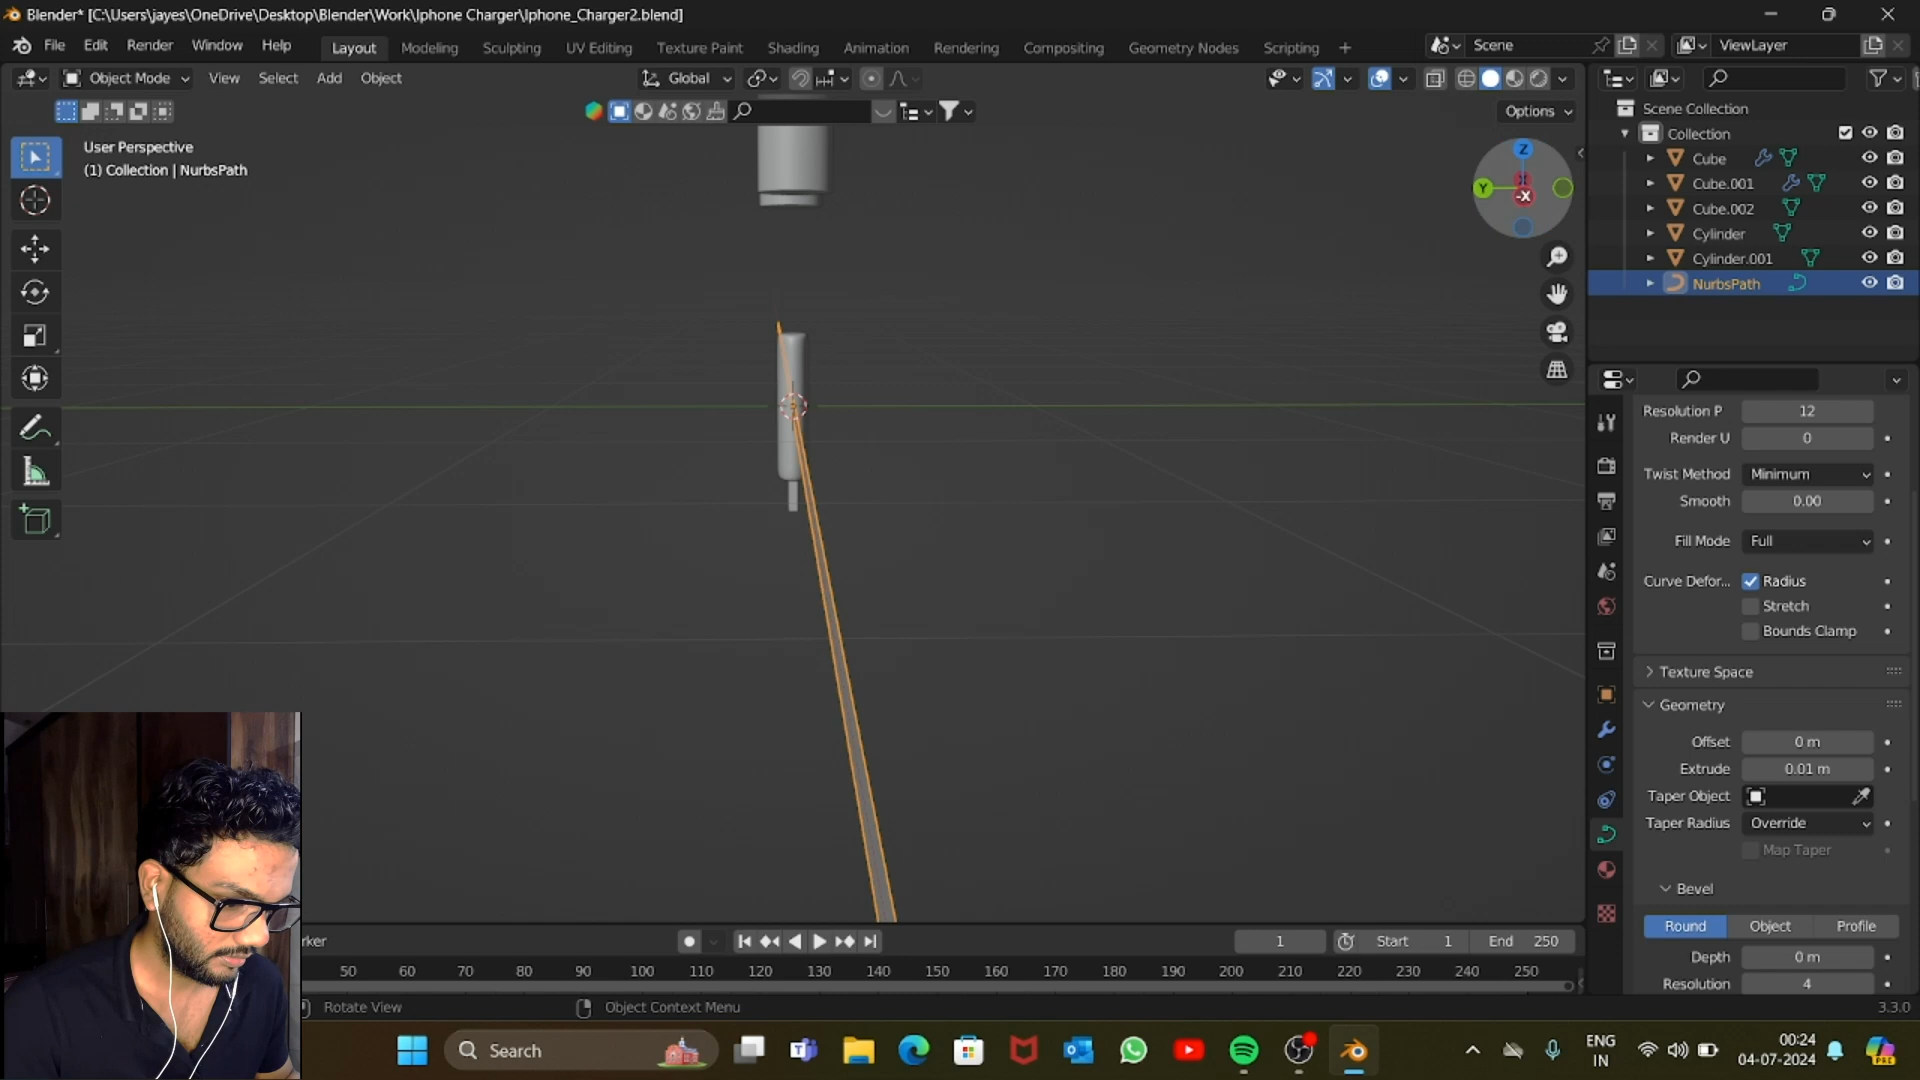 Blender* [C:\Users\jayes\OneDrive\Desktop\Blender\Work\Iphone Charger\Iphone_Charger2.blend]
File Edit Render Window Help
Layout Modeling Sculpting UV Editing Texture Paint Shading Animation Rendering Compositing Geometry Nodes Scripting
Scene ViewLayer
Object Mode View Select Add Object
Global
Options
User Perspective
(1) Collection | NurbsPath
Z
Y
-X
Scene Collection
Collection
Cube
Cube.001
Cube.002
Cylinder
Cylinder.001
NurbsPath
Resolution P 12
Render U 0
Twist Method Minimum
Smooth 0.00
Fill Mode Full
Curve Defor... Radius
Stretch
Bounds Clamp
Texture Space
Geometry
Offset 0 m
Extrude 0.01 m
Taper Object
Taper Radius Override
Map Taper
Bevel
Round Object Profile
Depth 0 m
Resolution 4
rker
1 Start 1 End 250
50 60 70 80 90 100 110 120 130 140 150 160 170 180 190 200 210 220 230 240 250
Rotate View Object Context Menu 3.3.0
Search
ENG
IN
00:24
04-07-2024
PRE